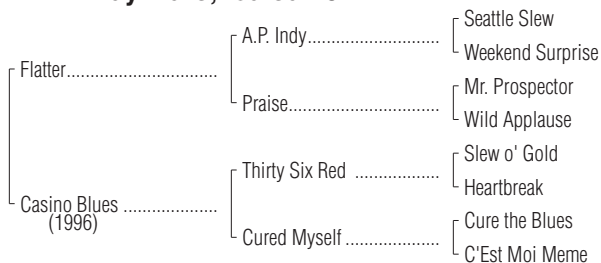 Seattle Slew
A.P. Indy
Weekend Surprise
Flatter
Mr. Prospector
Praise
Wild Applause
Slew o' Gold
Thirty Six Red
Heartbreak
Casino Blues
(1996)
Cure the Blues
Cured Myself
C'Est Moi Meme